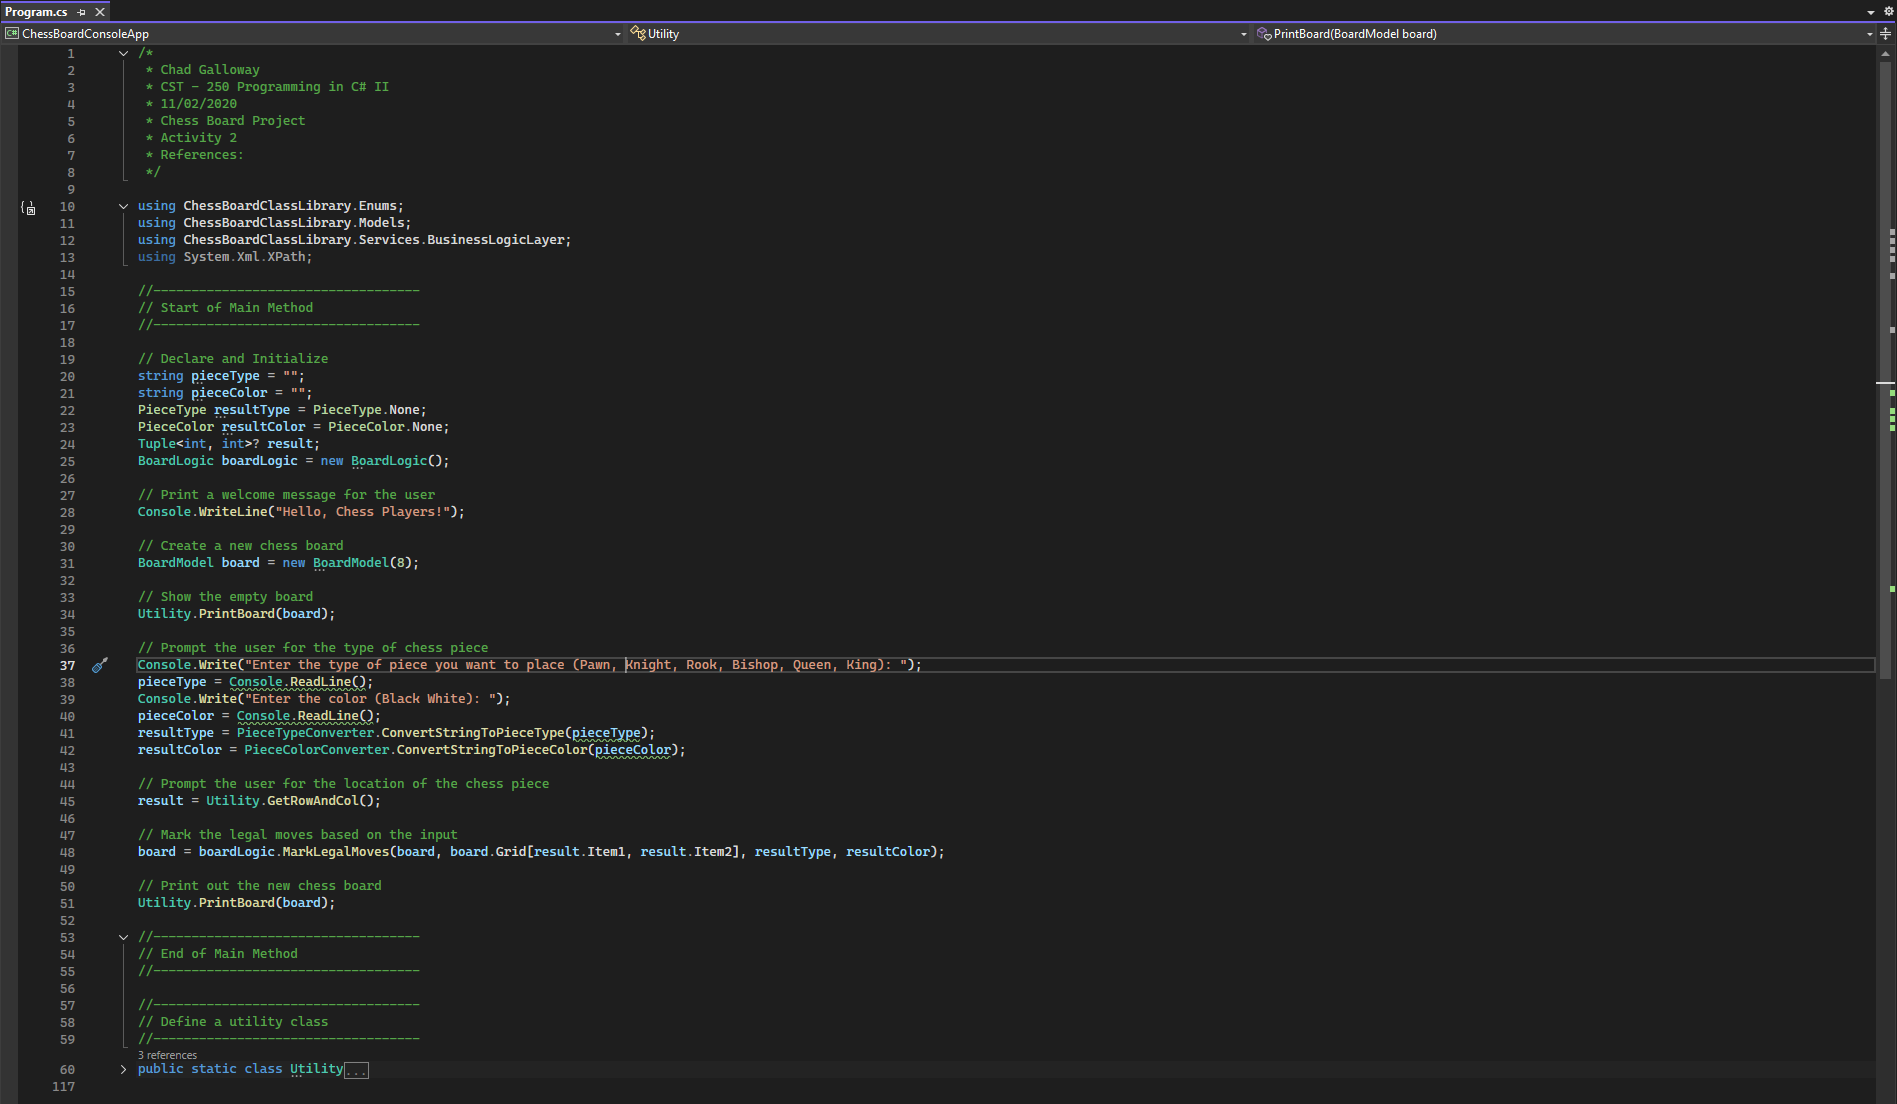 Program.cs
ChessBoardConsoleApp Utility PrintBoard(BoardModel board)
1 /*
2 * Chad Galloway
3 * CST - 250 Programming in C# II
4 * 11/02/2020
5 * Chess Board Project
6 * Activity 2
7 * References:
8 */
9
10 using ChessBoardClassLibrary.Enums;
11 using ChessBoardClassLibrary.Models;
12 using ChessBoardClassLibrary.Services.BusinessLogicLayer;
13 using System.Xml.XPath;
14
15 //-----------------------------------
16 // Start of Main Method
17 //-----------------------------------
18
19 // Declare and Initialize
20 string pieceType = "";
21 string pieceColor = "";
22 PieceType resultType = PieceType.None;
23 PieceColor resultColor = PieceColor.None;
24 Tuple<int, int>? result;
25 BoardLogic boardLogic = new BoardLogic();
26
27 // Print a welcome message for the user
28 Console.WriteLine("Hello, Chess Players!");
29
30 // Create a new chess board
31 BoardModel board = new BoardModel(8);
32
33 // Show the empty board
34 Utility.PrintBoard(board);
35
36 // Prompt the user for the type of chess piece
37 Console.Write("Enter the type of piece you want to place (Pawn, Knight, Rook, Bishop, Queen, King): ");
38 pieceType = Console.ReadLine();
39 Console.Write("Enter the color (Black White): ");
40 pieceColor = Console.ReadLine();
41 resultType = PieceTypeConverter.ConvertStringToPieceType(pieceType);
42 resultColor = PieceColorConverter.ConvertStringToPieceColor(pieceColor);
43
44 // Prompt the user for the location of the chess piece
45 result = Utility.GetRowAndCol();
46
47 // Mark the legal moves based on the input
48 board = boardLogic.MarkLegalMoves(board, board.Grid[result.Item1, result.Item2], resultType, resultColor);
49
50 // Print out the new chess board
51 Utility.PrintBoard(board);
52
53 //-----------------------------------
54 // End of Main Method
55 //-----------------------------------
56
57 //-----------------------------------
58 // Define a utility class
59 //-----------------------------------
3 references
60 public static class Utility...
117